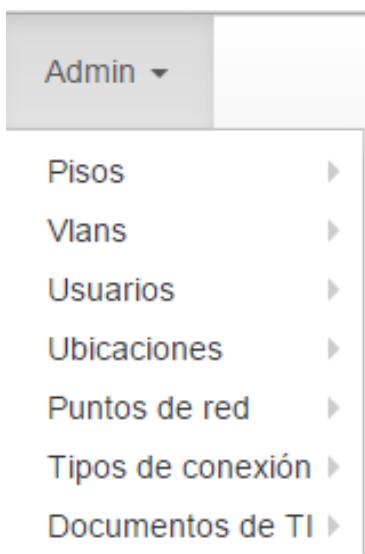 Admin
Pisos
Vlans
Usuarios
Ubicaciones
Puntos de red
Tipos de conexión
Documentos de TI